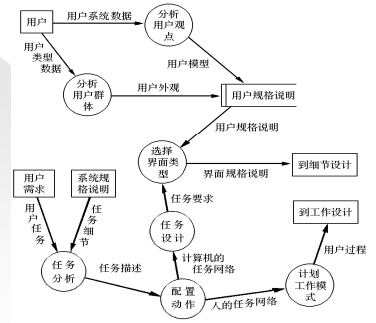 用户
用户系统数据
分析
用户观
点
用户
类型
数据
用户模型
分析
用户群
体
用户外观
用户规格说明
用户规格说明
选择
界面类
型
界面规格说明
到细节设计
用户
需求
系统规
格说明
任务要求
到工作设计
用户任务
任务细节
任务
设计
用户过程
任务
分析
任务描述
计算机的
任务网络
配置
动作
人的任务网络
计划
工作模
式